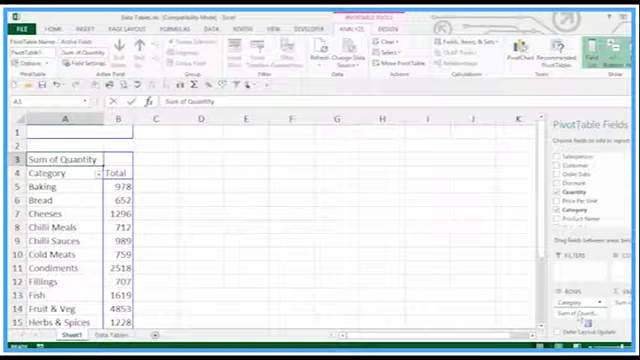 Data Tables.xls [Compatibility Mode] - Excel
PIVOTTABLE TOOLS
FILE HOME INSERT PAGE LAYOUT FORMULAS DATA REVIEW VIEW DEVELOPER ANALYZE DESIGN
PivotTable Name: Active Field:
PivotTable1 Sum of Quantity
Options Field Settings
Refresh Change Data Source
Clear
Select
Move PivotTable
Fields, Items, & Sets
PivotChart Recommended PivotTables
Field List
PivotTable Active Field Group Filter Data Actions Calculations Tools
A3 fx Sum of Quantity
A B C D E F G H I J K
1
2
3 Sum of Quantity
4 Category Total
5 Baking 978
6 Bread 652
7 Cheeses 1296
8 Chilli Meals 712
9 Chilli Sauces 989
10 Cold Meats 759
11 Condiments 2518
12 Fillings 707
13 Fish 1619
14 Fruit & Veg 4853
15 Herbs & Spices 1228
Sheet1 Data Tables
PivotTable Fields
Choose fields to add to report:
Salesperson
Customer
Order Date
Discount
Quantity
Price Per Unit
Category
Product Name
Drag fields between areas below:
FILTERS
ROWS
Category
Sum of Quanti...
Defer Layout Update